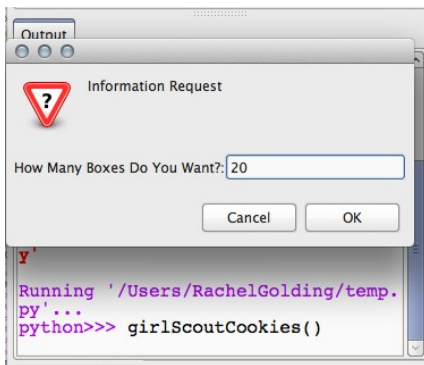 Output
?
Information Request
How Many Boxes Do You Want?: 20
Cancel OK
y'
Running '/Users/RachelGolding/temp.
py'...
python>>> girlScoutCookies()